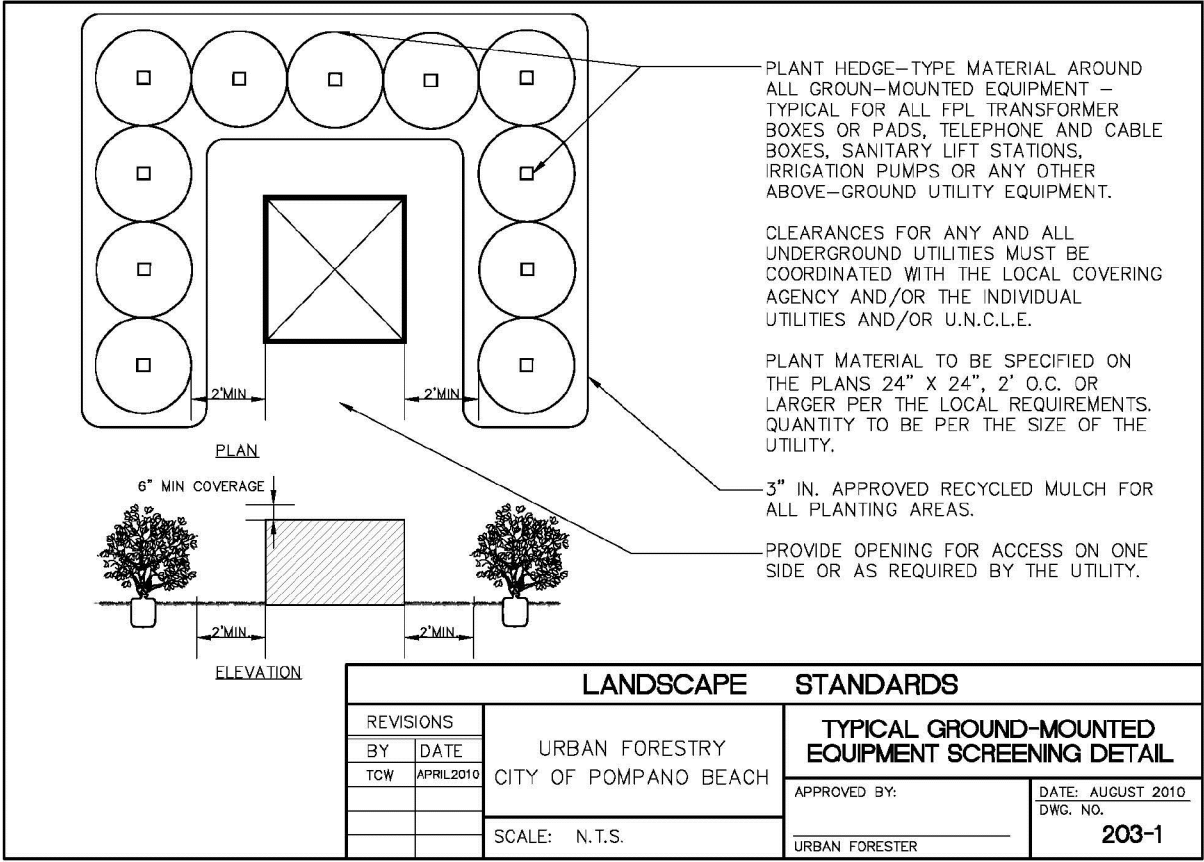 PLANT HEDGE-TYPE MATERIAL AROUND
ALL GROUN-MOUNTED EQUIPMENT -
TYPICAL FOR ALL FPL TRANSFORMER
BOXES OR PADS, TELEPHONE AND CABLE
BOXES, SANITARY LIFT STATIONS,
IRRIGATION PUMPS OR ANY OTHER
ABOVE-GROUND UTILITY EQUIPMENT.
CLEARANCES FOR ANY AND ALL
UNDERGROUND UTILITIES MUST BE
COORDINATED WITH THE LOCAL COVERING
AGENCY AND/OR THE INDIVIDUAL
UTILITIES AND/OR U.N.C.L.E.
PLANT MATERIAL TO BE SPECIFIED ON
THE PLANS 24" X 24", 2' O.C. OR
LARGER PER THE LOCAL REQUIREMENTS.
QUANTITY TO BE PER THE SIZE OF THE
UTILITY.
3" IN. APPROVED RECYCLED MULCH FOR
ALL PLANTING AREAS.
PROVIDE OPENING FOR ACCESS ON ONE
SIDE OR AS REQUIRED BY THE UTILITY.
2'MIN.
2'MIN.
PLAN
6" MIN COVERAGE
2'MIN.
2'MIN.
ELEVATION
LANDSCAPE STANDARDS
REVISIONS
BY DATE
TCW APRIL2010
URBAN FORESTRY
CITY OF POMPANO BEACH
SCALE: N.T.S.
TYPICAL GROUND-MOUNTED
EQUIPMENT SCREENING DETAIL
APPROVED BY:
URBAN FORESTER
DATE: AUGUST 2010
DWG. NO.
203-1